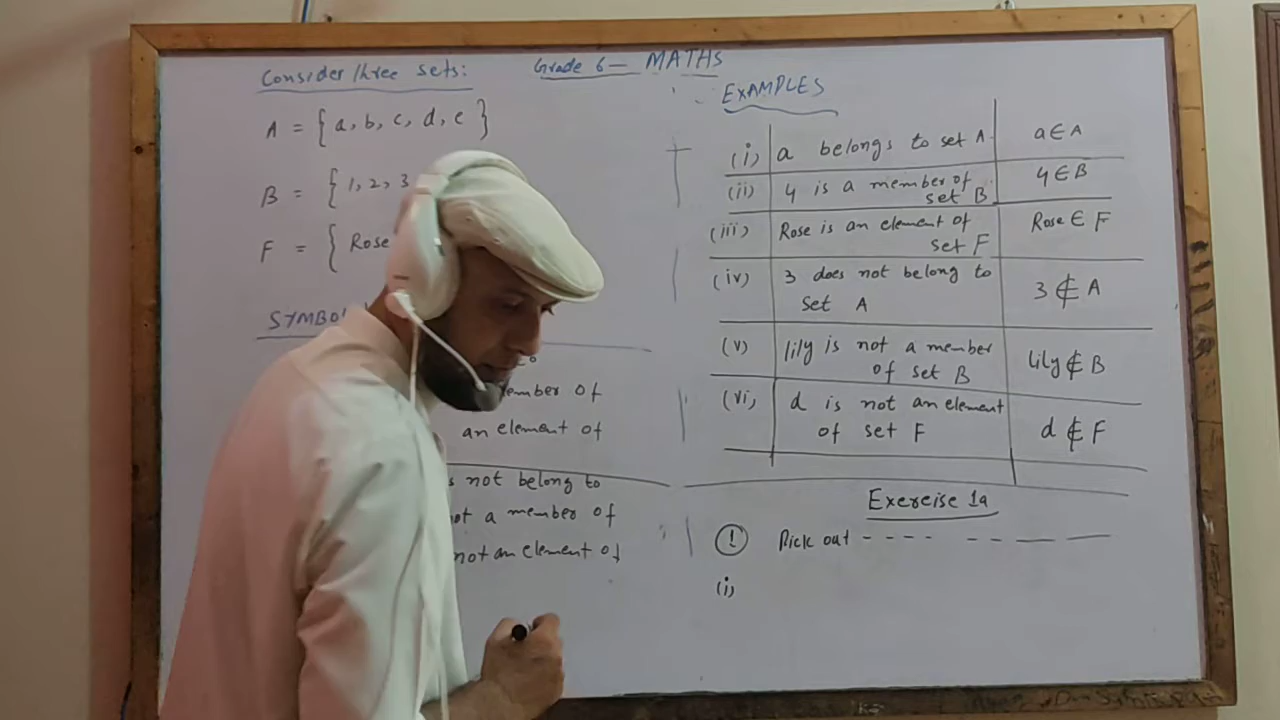 Grade 6 — MATHS
Consider three sets:
A = { a, b, c, d, e }
B = { 1, 2, 3
F = { Rose
SYMBOL
member of
an element of
not belong to
not a member of
not an element of
EXAMPLES
(i) a belongs to set A a ∈ A
(ii) 4 is a member of 4 ∈ B
set B
(iii) Rose is an element of Rose ∈ F
set F
(iv) 3 does not belong to 3 ∉ A
set A
(v) lily is not a member lily ∉ B
of set B
(vi) d is not an element d ∉ F
of set F
Exercise 1a
① Pick out - - - - - - — — —
(i)